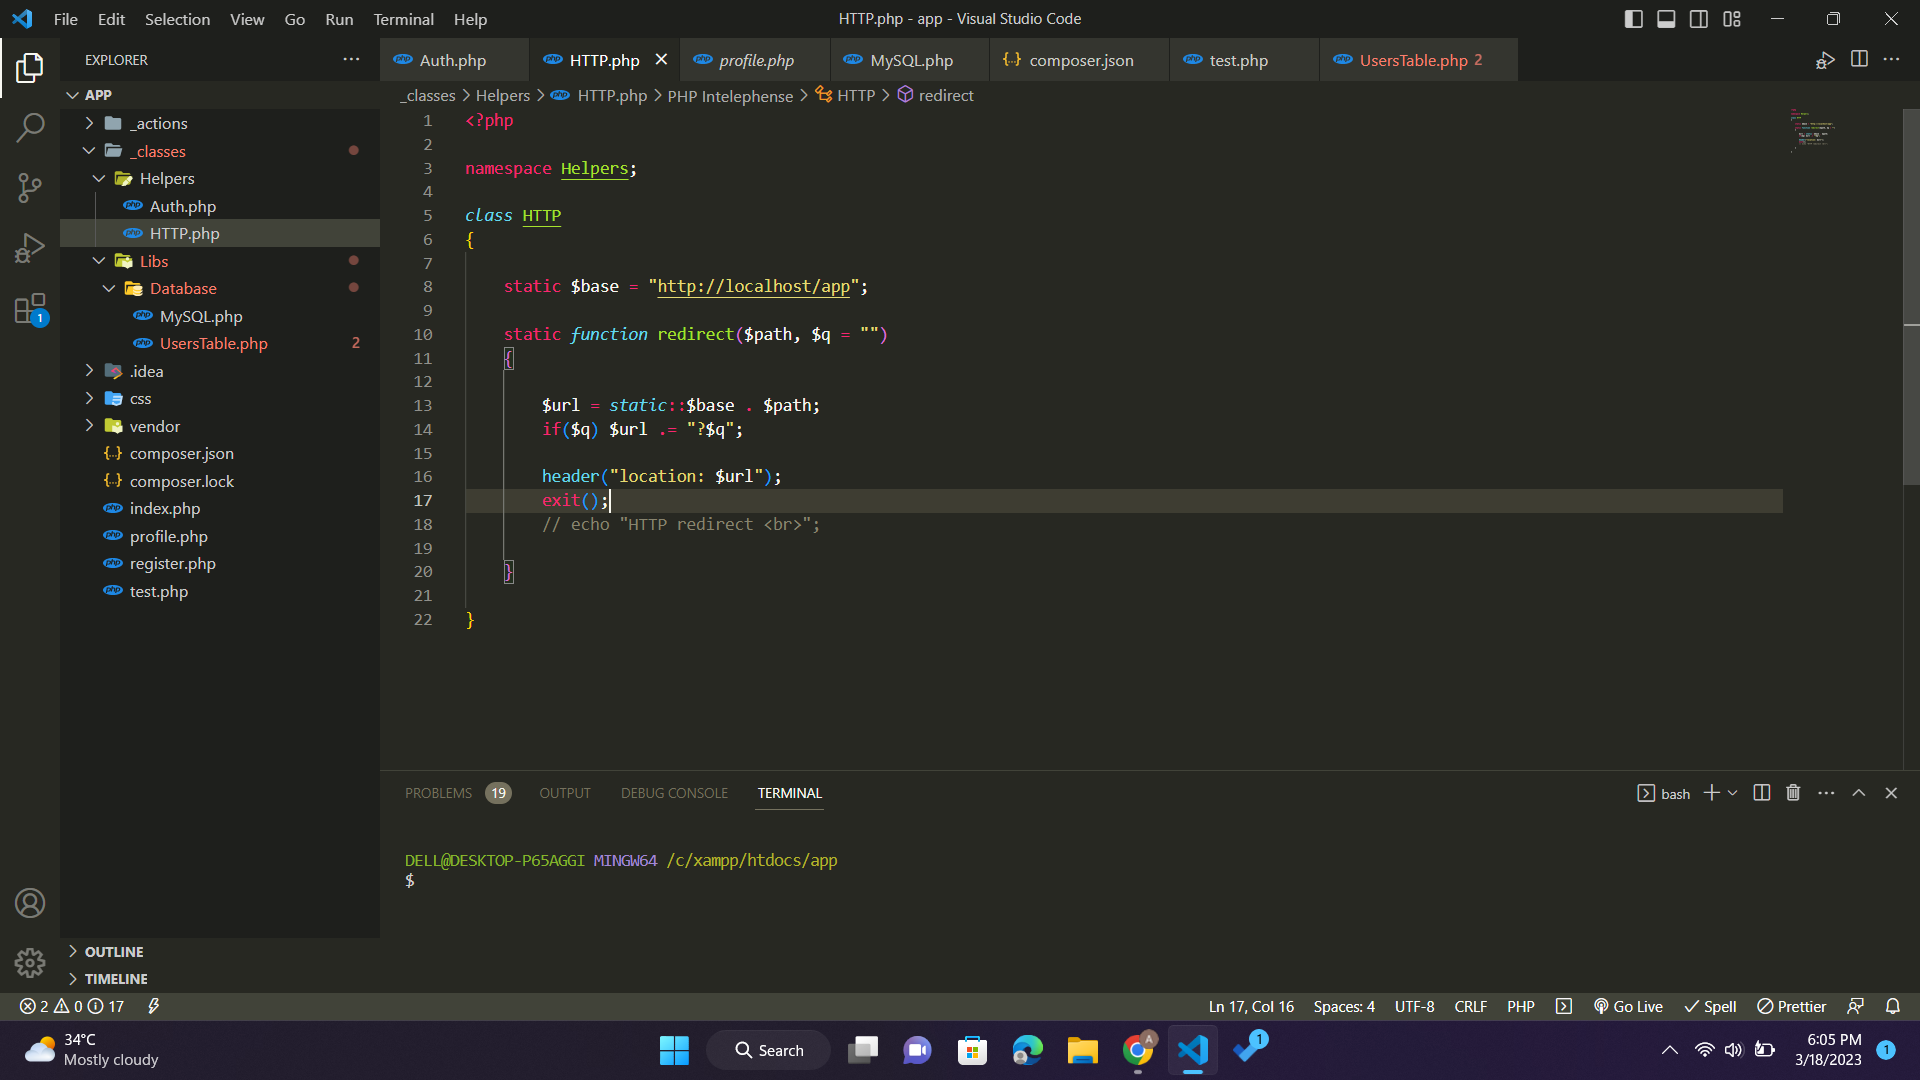 File Edit Selection View Go Run Terminal Help
HTTP.php - app - Visual Studio Code
EXPLORER
Auth.php
HTTP.php
profile.php
MySQL.php
composer.json
test.php
UsersTable.php 2
APP
_actions
_classes
Helpers
Auth.php
HTTP.php
Libs
Database
MySQL.php
UsersTable.php 2
.idea
css
vendor
composer.json
composer.lock
index.php
profile.php
register.php
test.php
OUTLINE
TIMELINE
1
_classes > Helpers > HTTP.php > PHP Intelephense > HTTP > redirect
1 <?php
2
3 namespace Helpers;
4
5 class HTTP
6 {
7
8 static $base = "http://localhost/app";
9
10 static function redirect($path, $q = "")
11 {
12
13 $url = static::$base . $path;
14 if($q) $url .= "?$q";
15
16 header("location: $url");
17 exit();
18 // echo "HTTP redirect <br>";
19
20 }
21
22 }
PROBLEMS 19 OUTPUT DEBUG CONSOLE TERMINAL
bash
DELL@DESKTOP-P65AGGI MINGW64 /c/xampp/htdocs/app
$
2 0 17
Ln 17, Col 16 Spaces: 4 UTF-8 CRLF PHP Go Live Spell Prettier
34°C
Mostly cloudy
Search
A
1
6:05 PM
3/18/2023
1